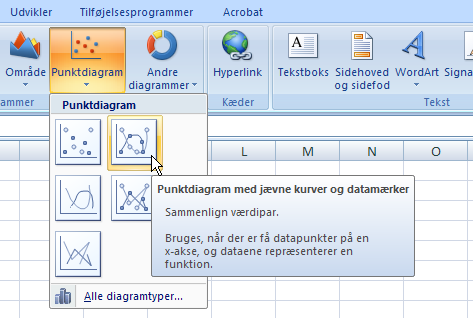 Udvikler Tilføjelsesprogrammer Acrobat
Område Punktdiagram Andre diagrammer Hyperlink Tekstboks Sidehoved og sidefod WordArt Signa
ammer Kæder Tekst
Punktdiagram
L M N O
Punktdiagram med jævne kurver og datamærker
Sammenlign værdipar.
Bruges, når der er få datapunkter på en
x-akse, og dataene repræsenterer en
funktion.
Alle diagramtyper...